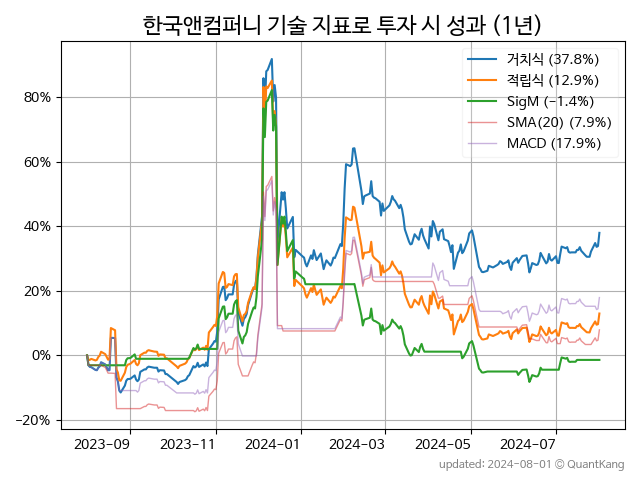 한국앤컴퍼니 기술 지표로 투자 시 성과 (1년)
거치식 (37.8%)
적립식 (12.9%)
SigM (−1.4%)
SMA(20) (7.9%)
MACD (17.9%)
80%
60%
40%
20%
0%
−20%
2023-09
2023-11
2024-01
2024-03
2024-05
2024-07
updated: 2024-08-01 © QuantKang